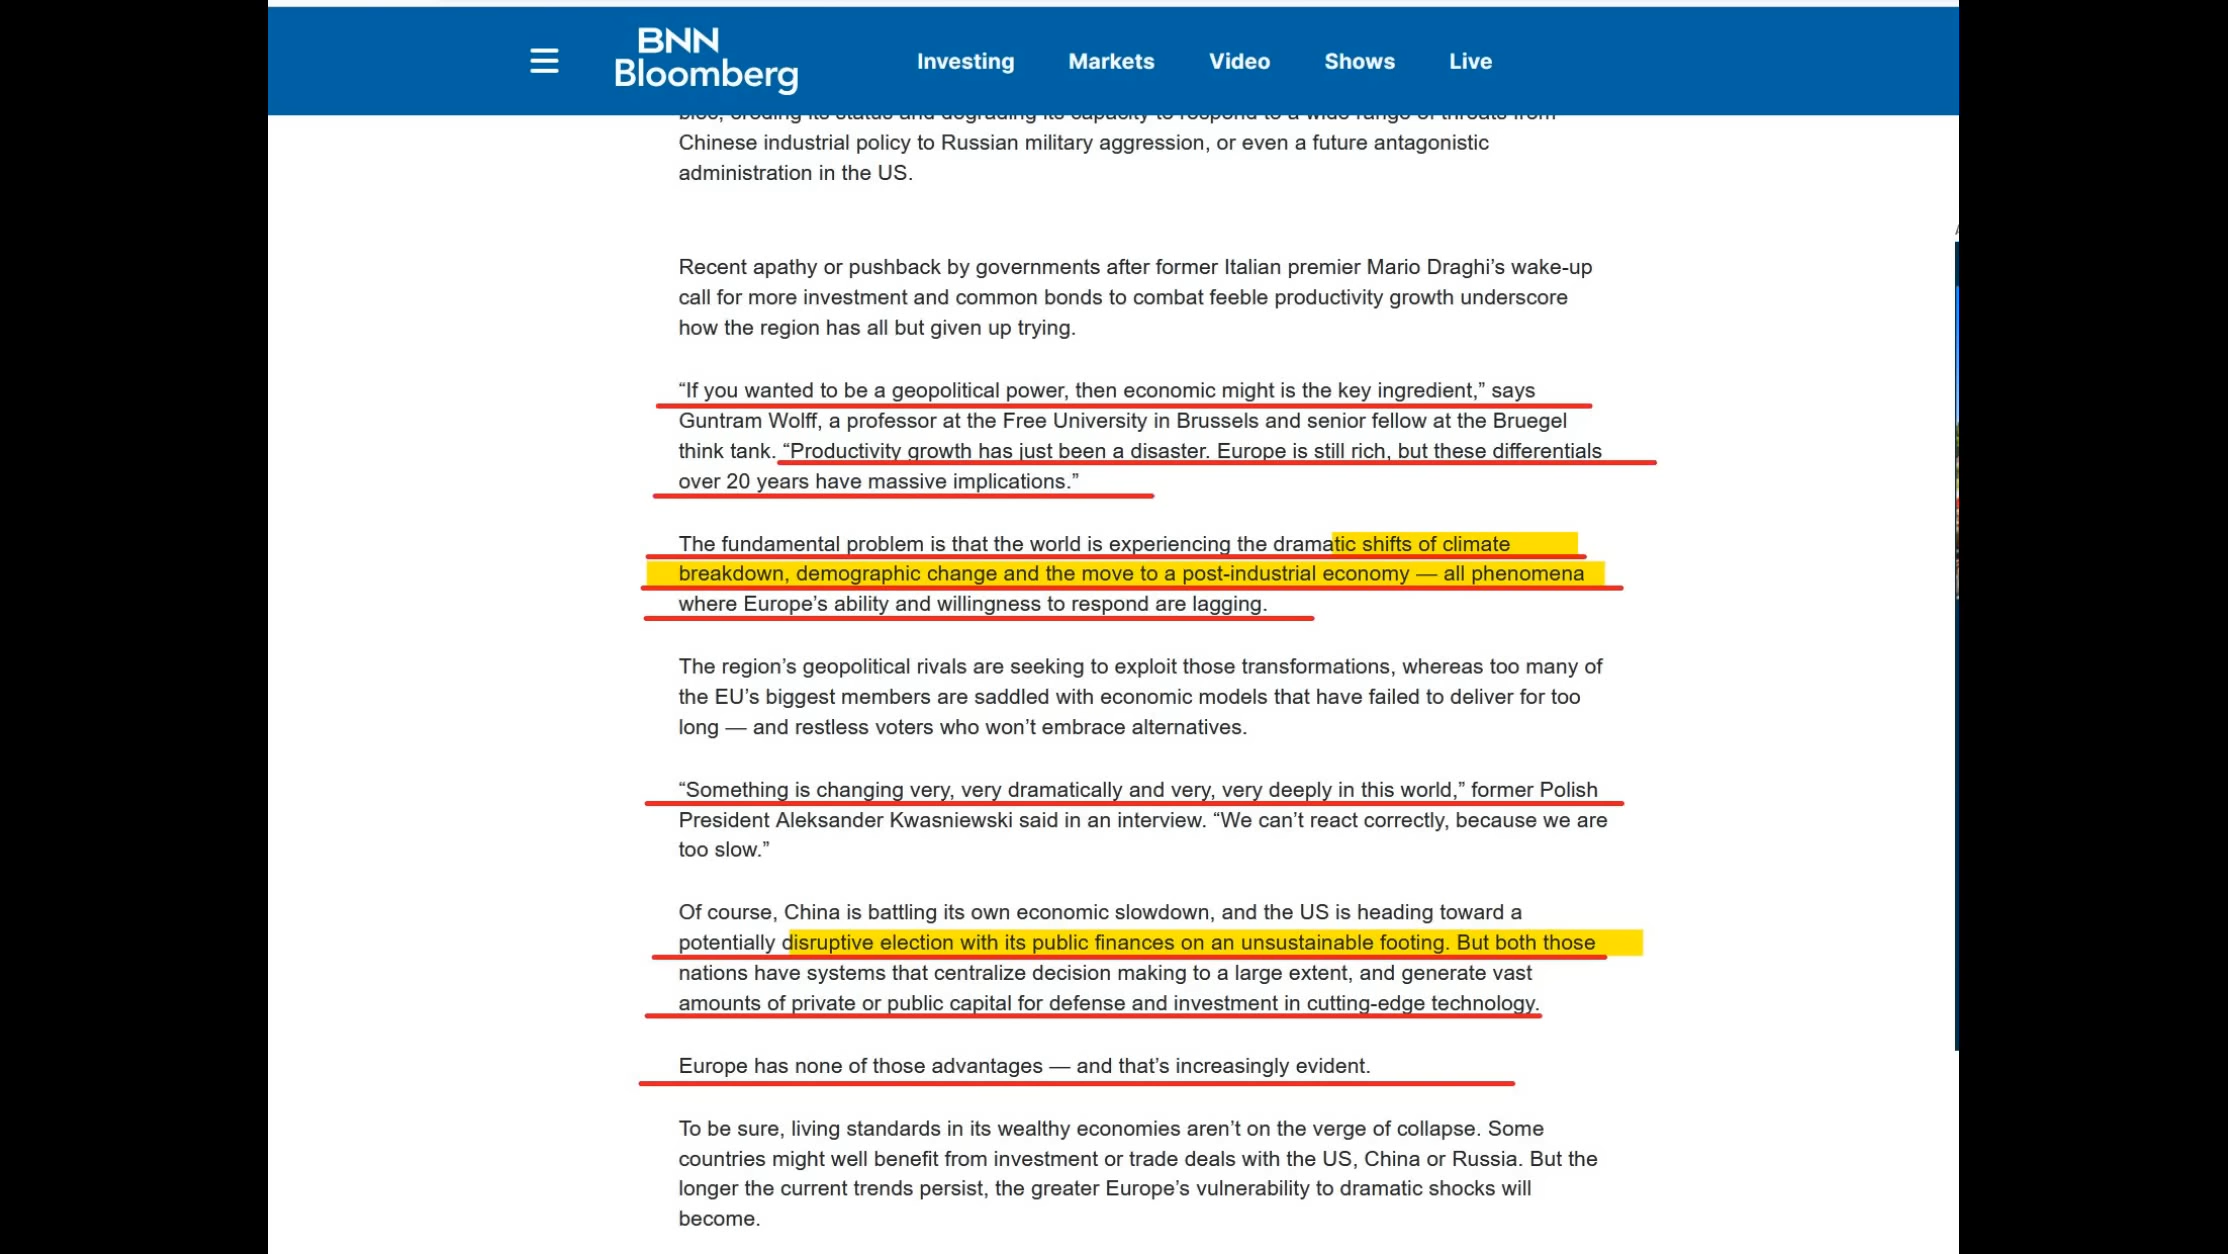 BNN
Bloomberg
Investing
Markets
Video
Shows
Live
bloc, eroding its status and degrading its capacity to respond to a wide range of threats from
Chinese industrial policy to Russian military aggression, or even a future antagonistic
administration in the US.
Recent apathy or pushback by governments after former Italian premier Mario Draghi’s wake-up
call for more investment and common bonds to combat feeble productivity growth underscore
how the region has all but given up trying.
“If you wanted to be a geopolitical power, then economic might is the key ingredient,” says
Guntram Wolff, a professor at the Free University in Brussels and senior fellow at the Bruegel
think tank. “Productivity growth has just been a disaster. Europe is still rich, but these differentials
over 20 years have massive implications.”
The fundamental problem is that the world is experiencing the dramatic shifts of climate
breakdown, demographic change and the move to a post-industrial economy — all phenomena
where Europe’s ability and willingness to respond are lagging.
The region’s geopolitical rivals are seeking to exploit those transformations, whereas too many of
the EU’s biggest members are saddled with economic models that have failed to deliver for too
long — and restless voters who won’t embrace alternatives.
“Something is changing very, very dramatically and very, very deeply in this world,” former Polish
President Aleksander Kwasniewski said in an interview. “We can’t react correctly, because we are
too slow.”
Of course, China is battling its own economic slowdown, and the US is heading toward a
potentially disruptive election with its public finances on an unsustainable footing. But both those
nations have systems that centralize decision making to a large extent, and generate vast
amounts of private or public capital for defense and investment in cutting-edge technology.
Europe has none of those advantages — and that’s increasingly evident.
To be sure, living standards in its wealthy economies aren’t on the verge of collapse. Some
countries might well benefit from investment or trade deals with the US, China or Russia. But the
longer the current trends persist, the greater Europe’s vulnerability to dramatic shocks will
become.